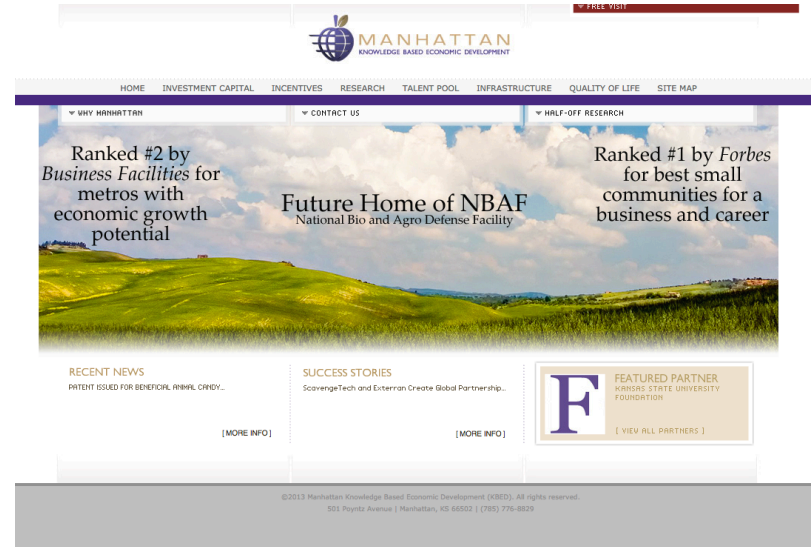 FREE VISIT
MANHATTAN
KNOWLEDGE BASED ECONOMIC DEVELOPMENT
HOME INVESTMENT CAPITAL INCENTIVES RESEARCH TALENT POOL INFRASTRUCTURE QUALITY OF LIFE SITE MAP
WHY MANHATTAN
CONTACT US
HALF-OFF RESEARCH
Ranked #2 by
Business Facilities for
metros with
economic growth
potential
Future Home of NBAF
National Bio and Agro Defense Facility
Ranked #1 by Forbes
for best small
communities for a
business and career
RECENT NEWS
PATENT ISSUED FOR BENEFICIAL ANIMAL CANDY...
[ MORE INFO ]
SUCCESS STORIES
ScavengeTech and Exterran Create Global Partnership...
[ MORE INFO ]
F
FEATURED PARTNER
KANSAS STATE UNIVERSITY
FOUNDATION
[ VIEW ALL PARTNERS ]
©2013 Manhattan Knowledge Based Economic Development (KBED). All rights reserved.
501 Poyntz Avenue | Manhattan, KS 66502 | (785) 776-8829